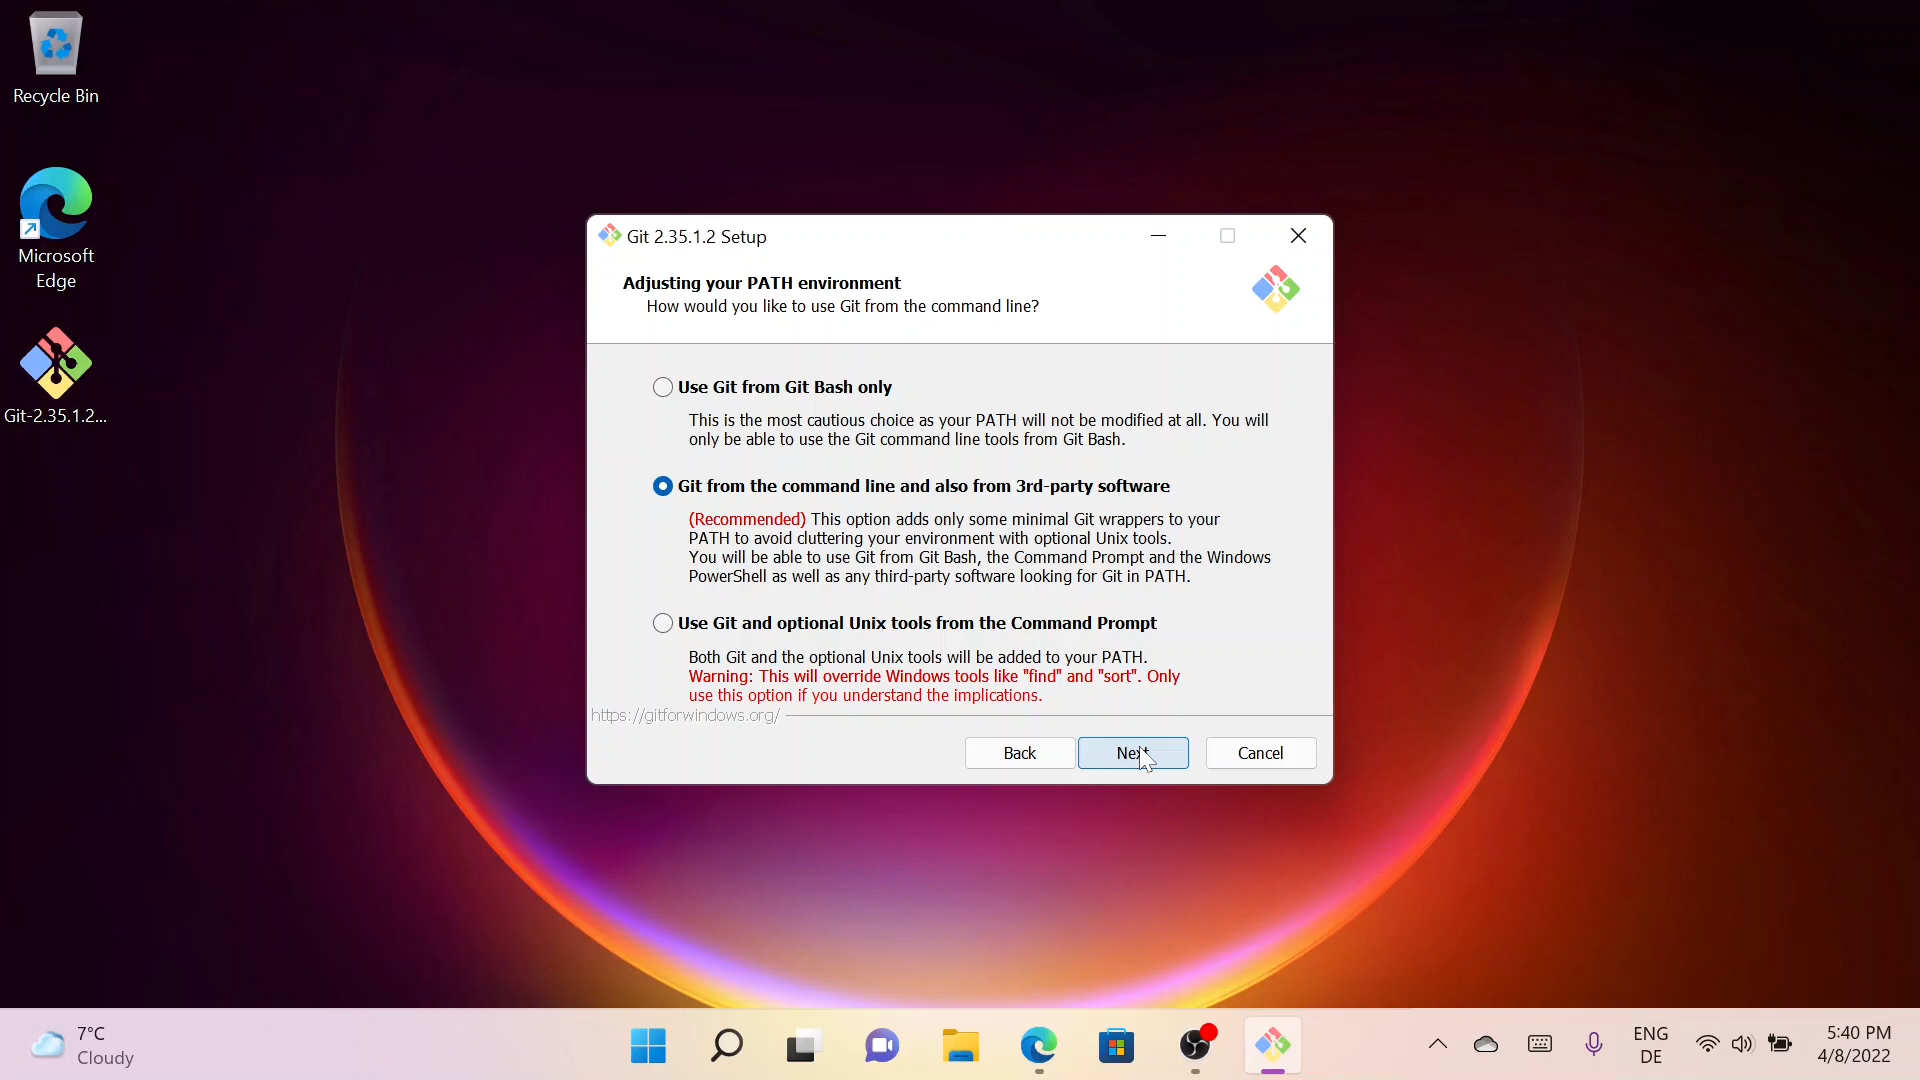 Recycle Bin
Microsoft
Edge
Git-2.35.1.2...
Git 2.35.1.2 Setup
Adjusting your PATH environment
How would you like to use Git from the command line?
Use Git from Git Bash only
This is the most cautious choice as your PATH will not be modified at all. You will
only be able to use the Git command line tools from Git Bash.
Git from the command line and also from 3rd-party software
(Recommended) This option adds only some minimal Git wrappers to your
PATH to avoid cluttering your environment with optional Unix tools.
You will be able to use Git from Git Bash, the Command Prompt and the Windows
PowerShell as well as any third-party software looking for Git in PATH.
Use Git and optional Unix tools from the Command Prompt
Both Git and the optional Unix tools will be added to your PATH.
Warning: This will override Windows tools like "find" and "sort". Only
use this option if you understand the implications.
https://gitforwindows.org/
Back
Next
Cancel
7°C
Cloudy
ENG
DE
5:40 PM
4/8/2022